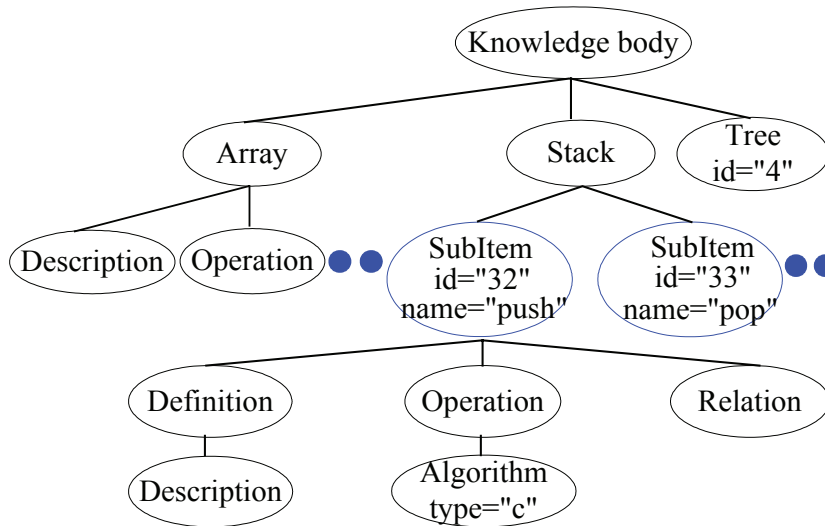 Knowledge body
Array
Stack
Tree
id="4"
Description
Operation
SubItem
id="32"
name="push"
SubItem
id="33"
name="pop"
Definition
Operation
Relation
Description
Algorithm
type="c"